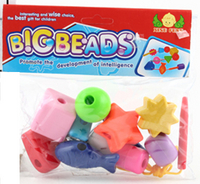 interesting and wise choice,
the best gift for children
BIGBEADS
Promote the development of intelligence